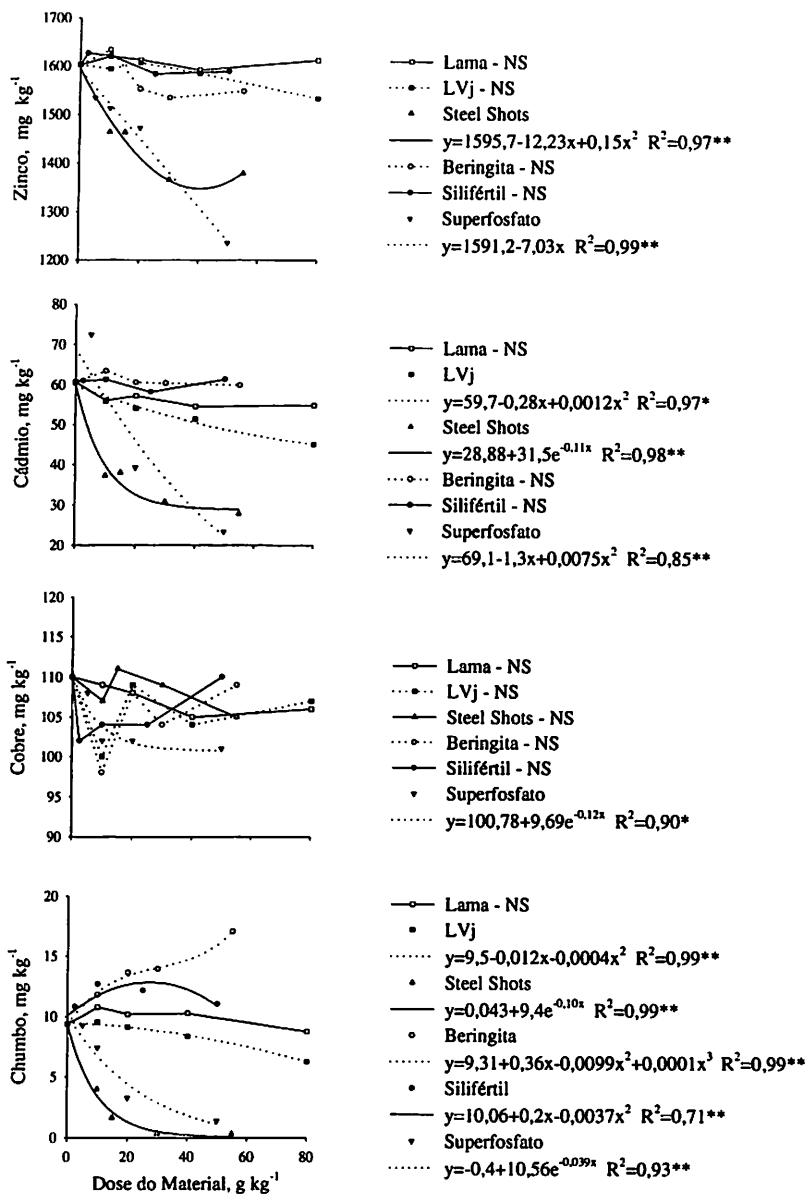 Zinco, mg kg⁻¹
1700
1600
1500
1400
1300
1200
Lama - NS
LVj - NS
Steel Shots
y=1595,7-12,23x+0,15x² R²=0,97**
Beringita - NS
Silifértil - NS
Superfosfato
y=1591,2-7,03x R²=0,99**
Cádmio, mg kg⁻¹
80
70
60
50
40
30
20
Lama - NS
LVj
y=59,7-0,28x+0,0012x² R²=0,97*
Steel Shots
y=28,88+31,5e⁻⁰,¹¹ˣ R²=0,98**
Beringita - NS
Silifértil - NS
Superfosfato
y=69,1-1,3x+0,0075x² R²=0,85**
Cobre, mg kg⁻¹
120
115
110
105
100
95
90
Lama - NS
LVj - NS
Steel Shots - NS
Beringita - NS
Silifértil - NS
Superfosfato
y=100,78+9,69e⁻⁰,¹²ˣ R²=0,90*
Chumbo, mg kg⁻¹
20
15
10
5
0
0 20 40 60 80
Dose do Material, g kg⁻¹
Lama - NS
LVj
y=9,5-0,012x-0,0004x² R²=0,99**
Steel Shots
y=0,043+9,4e⁻⁰,¹⁰ˣ R²=0,99**
Beringita
y=9,31+0,36x-0,0099x²+0,0001x³ R²=0,99**
Silifértil
y=10,06+0,2x-0,0037x² R²=0,71**
Superfosfato
y=-0,4+10,56e⁻⁰,⁰³⁹ˣ R²=0,93**